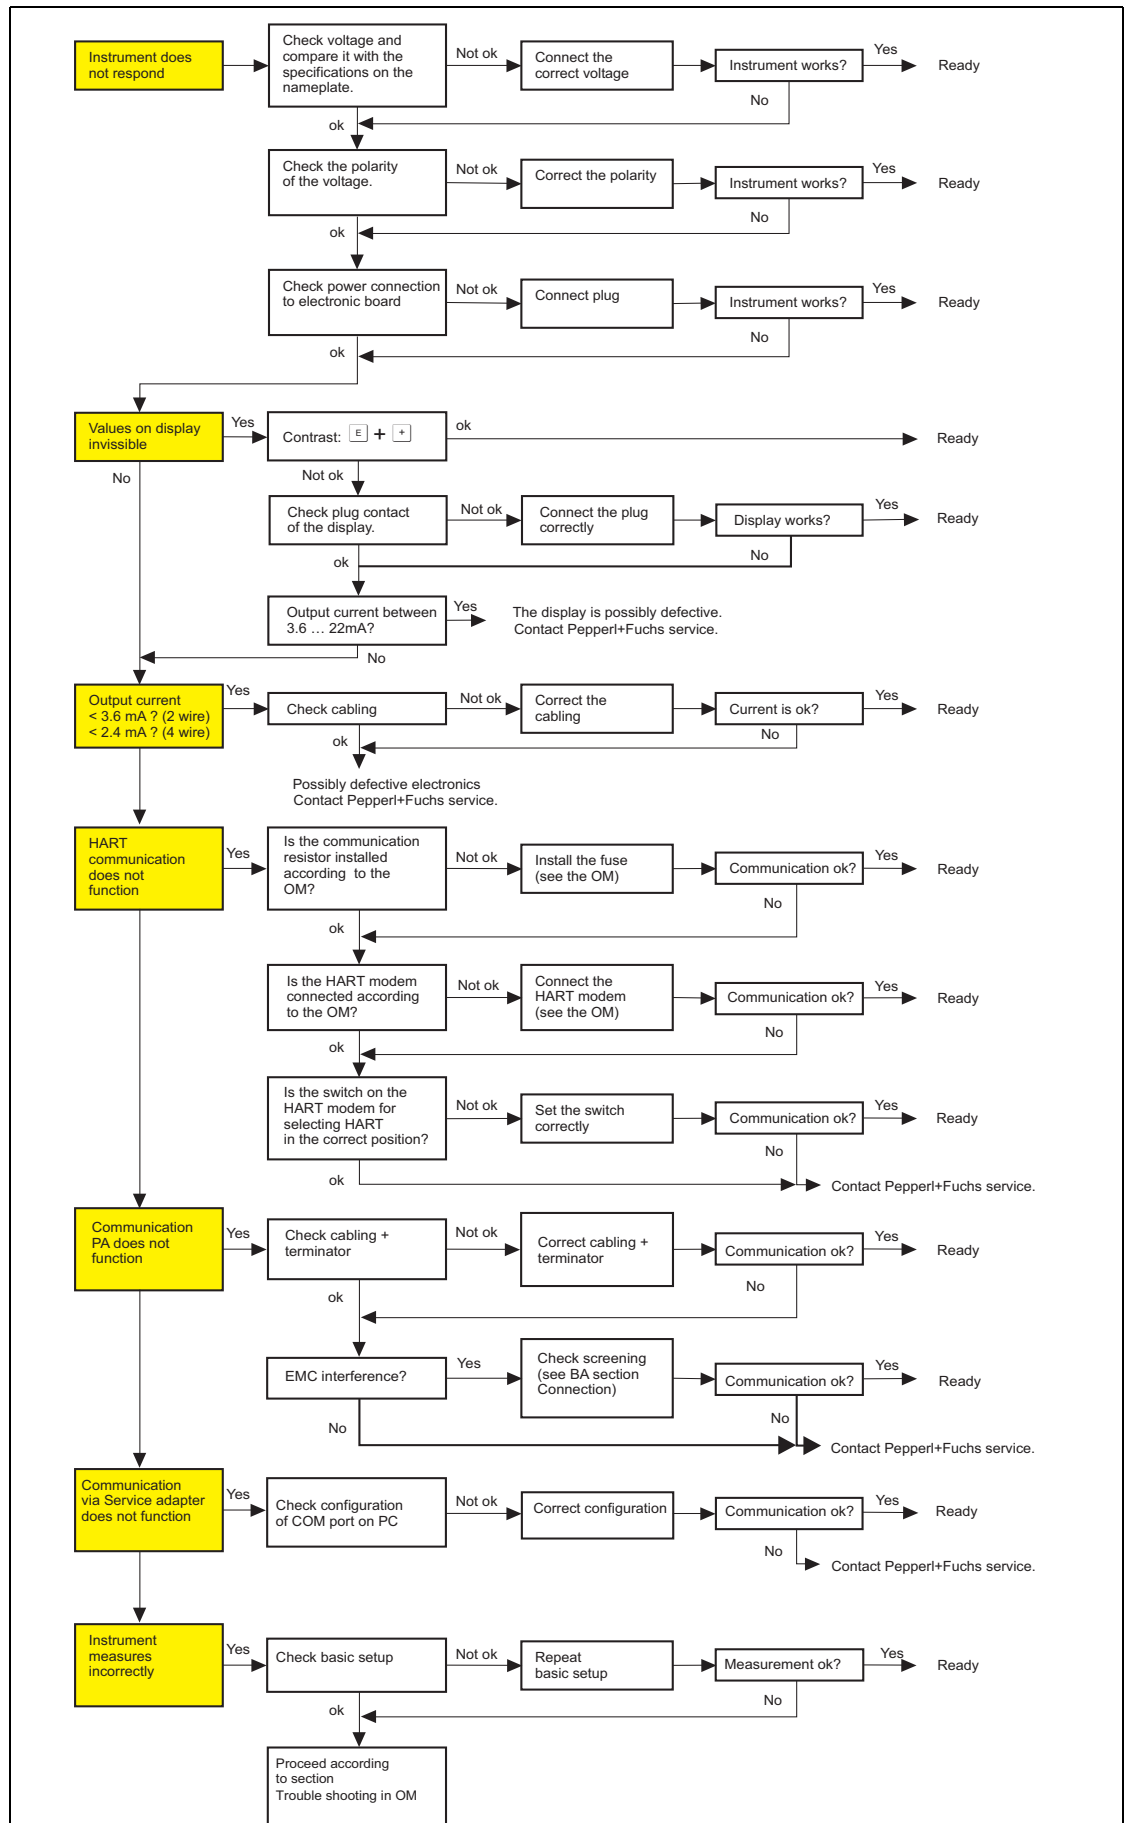 Instrument does
not respond
Check voltage and
compare it with the
specifications on the
nameplate.
Not ok
Connect the
correct voltage
Instrument works?
Yes
Ready
No
ok
Check the polarity
of the voltage.
Not ok
Correct the polarity
Instrument works?
Yes
Ready
No
ok
Check power connection
to electronic board
Not ok
Connect plug
Instrument works?
Yes
Ready
No
ok
Values on display
invissible
Yes
Contrast: E + +
ok
Ready
No
Not ok
Check plug contact
of the display.
Not ok
Connect the plug
correctly
Display works?
Yes
Ready
No
ok
Output current between
3.6 ... 22mA?
Yes
The display is possibly defective.
Contact Pepperl+Fuchs service.
No
Output current
< 3.6 mA ? (2 wire)
< 2.4 mA ? (4 wire)
Yes
Check cabling
Not ok
Correct the
cabling
Current is ok?
Yes
Ready
No
ok
Possibly defective electronics
Contact Pepperl+Fuchs service.
HART
communication
does not
function
Yes
Is the communication
resistor installed
according to the
OM?
Not ok
Install the fuse
(see the OM)
Communication ok?
Yes
Ready
No
ok
Is the HART modem
connected according
to the OM?
Not ok
Connect the
HART modem
(see the OM)
Communication ok?
Yes
Ready
No
ok
Is the switch on the
HART modem for
selecting HART
in the correct position?
Not ok
Set the switch
correctly
Communication ok?
Yes
Ready
No
ok
Contact Pepperl+Fuchs service.
Communication
PA does not
function
Yes
Check cabling +
terminator
Not ok
Correct cabling +
terminator
Communication ok?
Yes
Ready
No
ok
EMC interference?
Yes
Check screening
(see BA section
Connection)
Communication ok?
Yes
Ready
No
No
Contact Pepperl+Fuchs service.
Communication
via Service adapter
does not function
Yes
Check configuration
of COM port on PC
Not ok
Correct configuration
Communication ok?
Yes
Ready
No
Contact Pepperl+Fuchs service.
Instrument
measures
incorrectly
Yes
Check basic setup
Not ok
Repeat
basic setup
Measurement ok?
Yes
Ready
No
ok
Proceed according
to section
Trouble shooting in OM